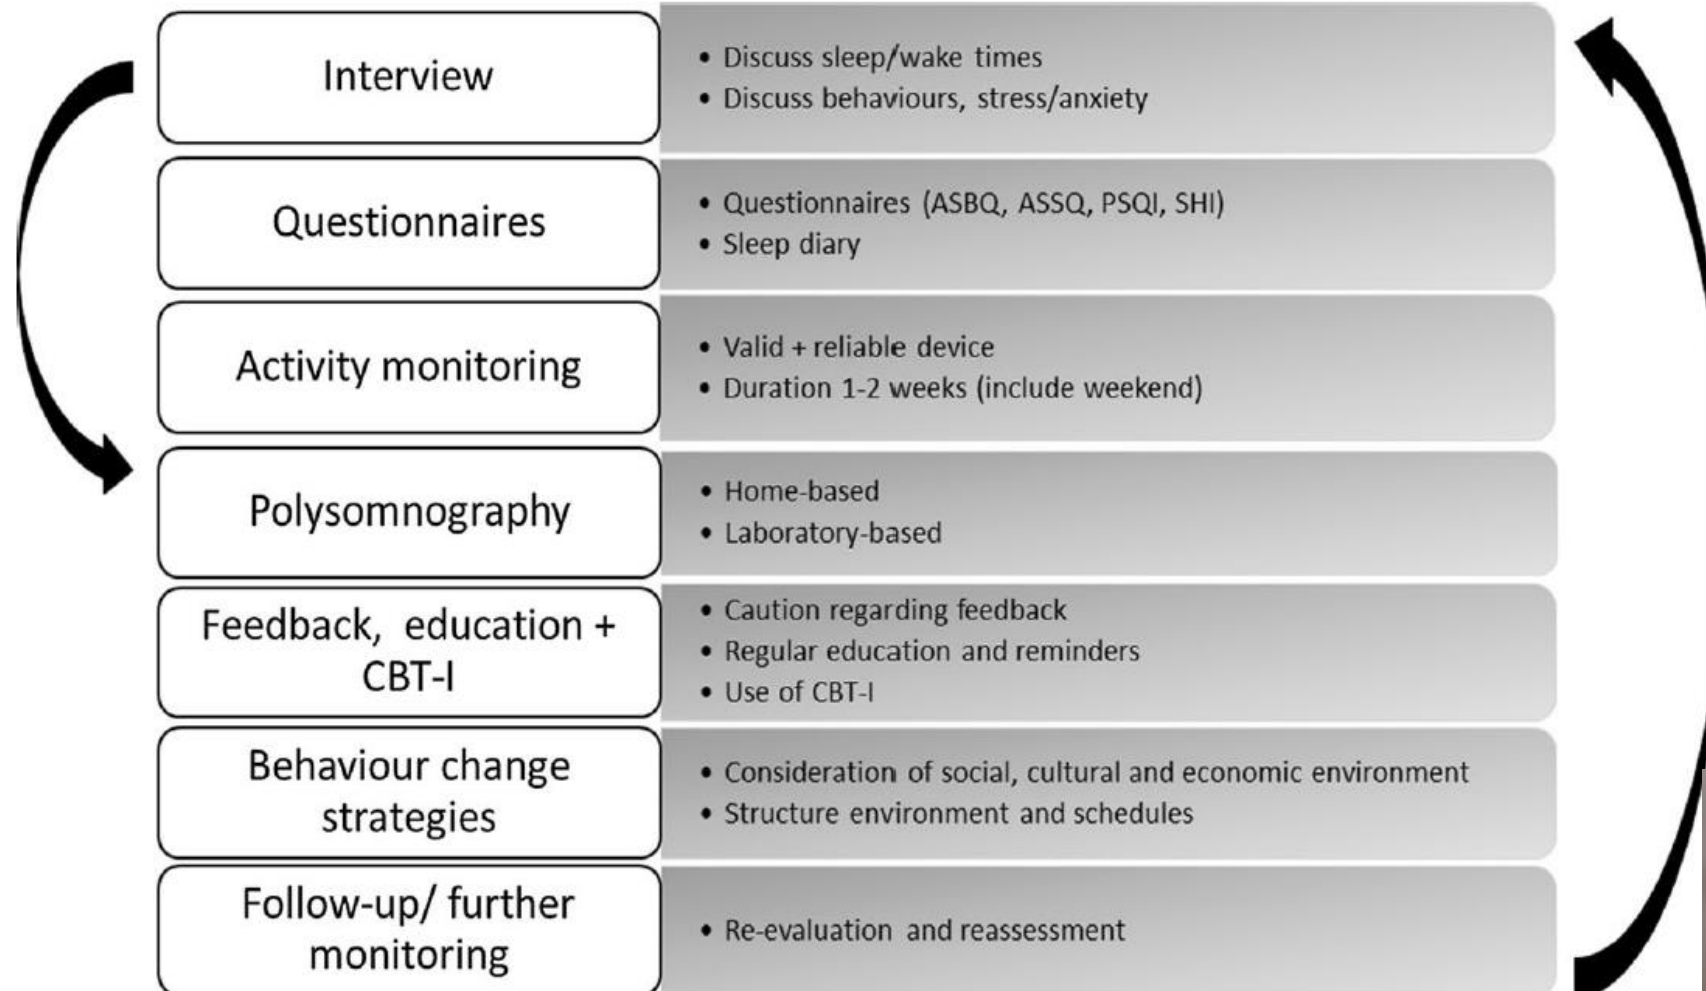 Interview
• Discuss sleep/wake times
• Discuss behaviours, stress/anxiety
Questionnaires
• Questionnaires (ASBQ, ASSQ, PSQI, SHI)
• Sleep diary
Activity monitoring
• Valid + reliable device
• Duration 1-2 weeks (include weekend)
Polysomnography
• Home-based
• Laboratory-based
Feedback, education +
CBT-I
• Caution regarding feedback
• Regular education and reminders
• Use of CBT-I
Behaviour change
strategies
• Consideration of social, cultural and economic environment
• Structure environment and schedules
Follow-up/ further
monitoring
• Re-evaluation and reassessment